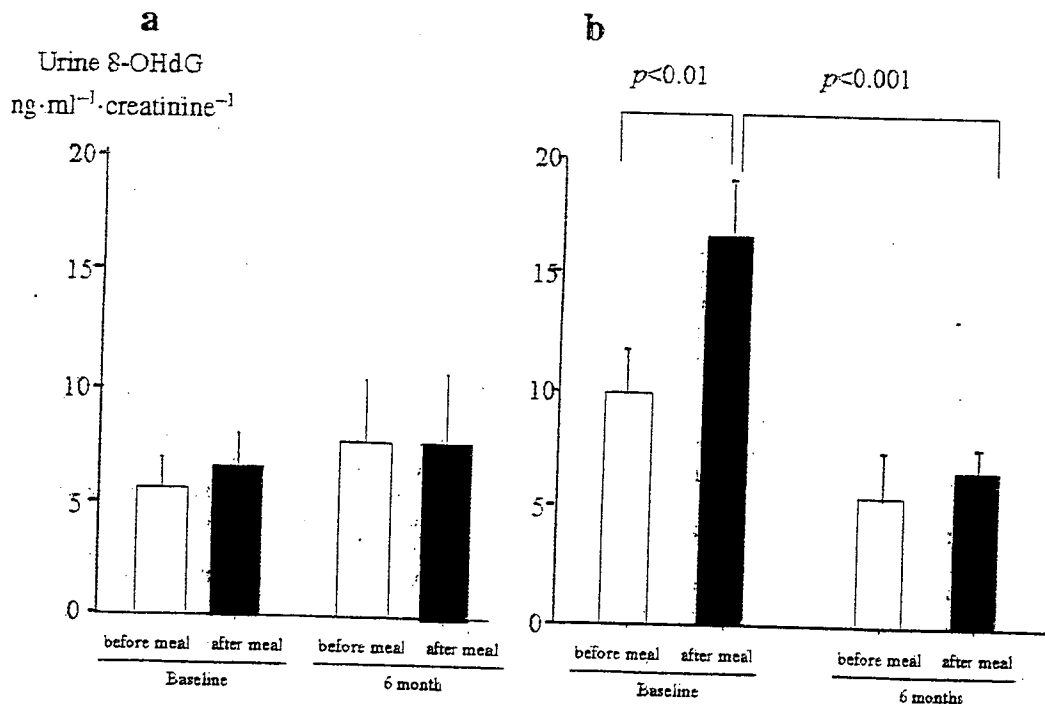 a
Urine 8-OHdG
ng·ml⁻¹·creatinine⁻¹
20
15
10
5
0
before meal after meal before meal after meal
Baseline 6 month
b
p<0.01 p<0.001
20
15
10
5
0
before meal after meal before meal after meal
Baseline 6 months